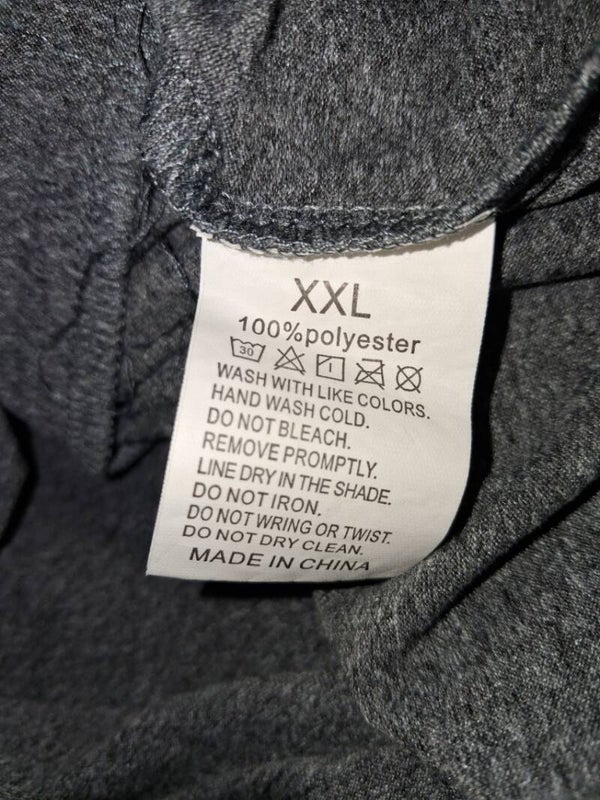 XXL
100%polyester
30
WASH WITH LIKE COLORS.
HAND WASH COLD.
DO NOT BLEACH.
REMOVE PROMPTLY.
LINE DRY IN THE SHADE.
DO NOT IRON.
DO NOT WRING OR TWIST.
DO NOT DRY CLEAN.
MADE IN CHINA